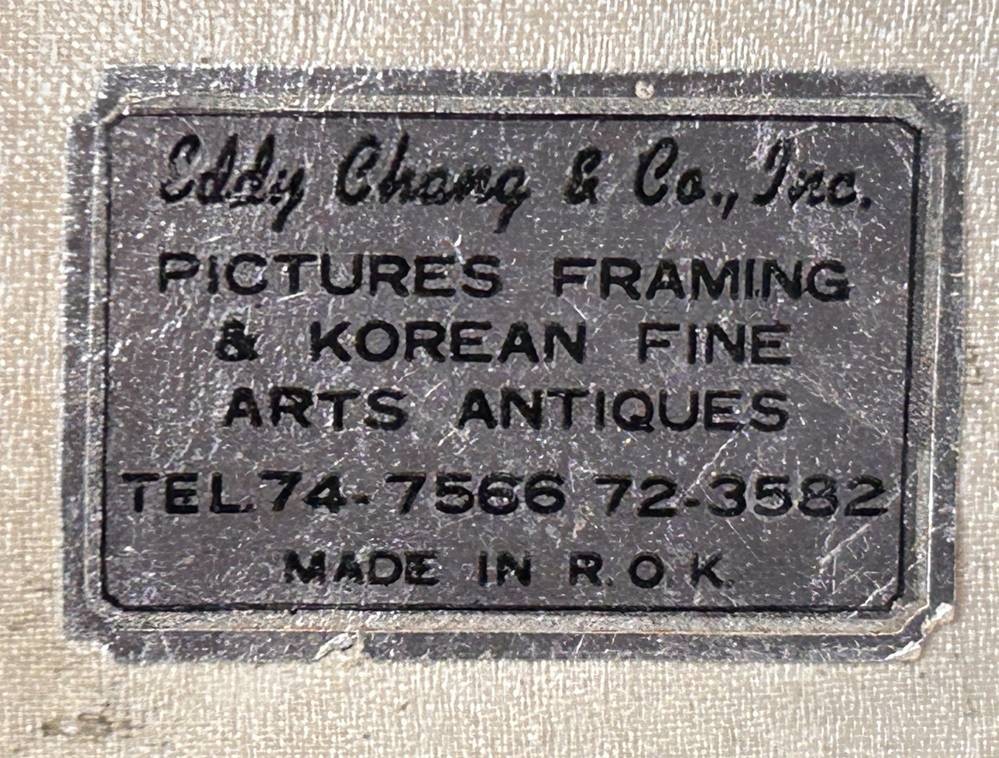 Eddy Chang & Co., Inc.
PICTURES FRAMING
& KOREAN FINE
ARTS ANTIQUES
TEL.74-7566 72-3582
MADE IN R.O.K.